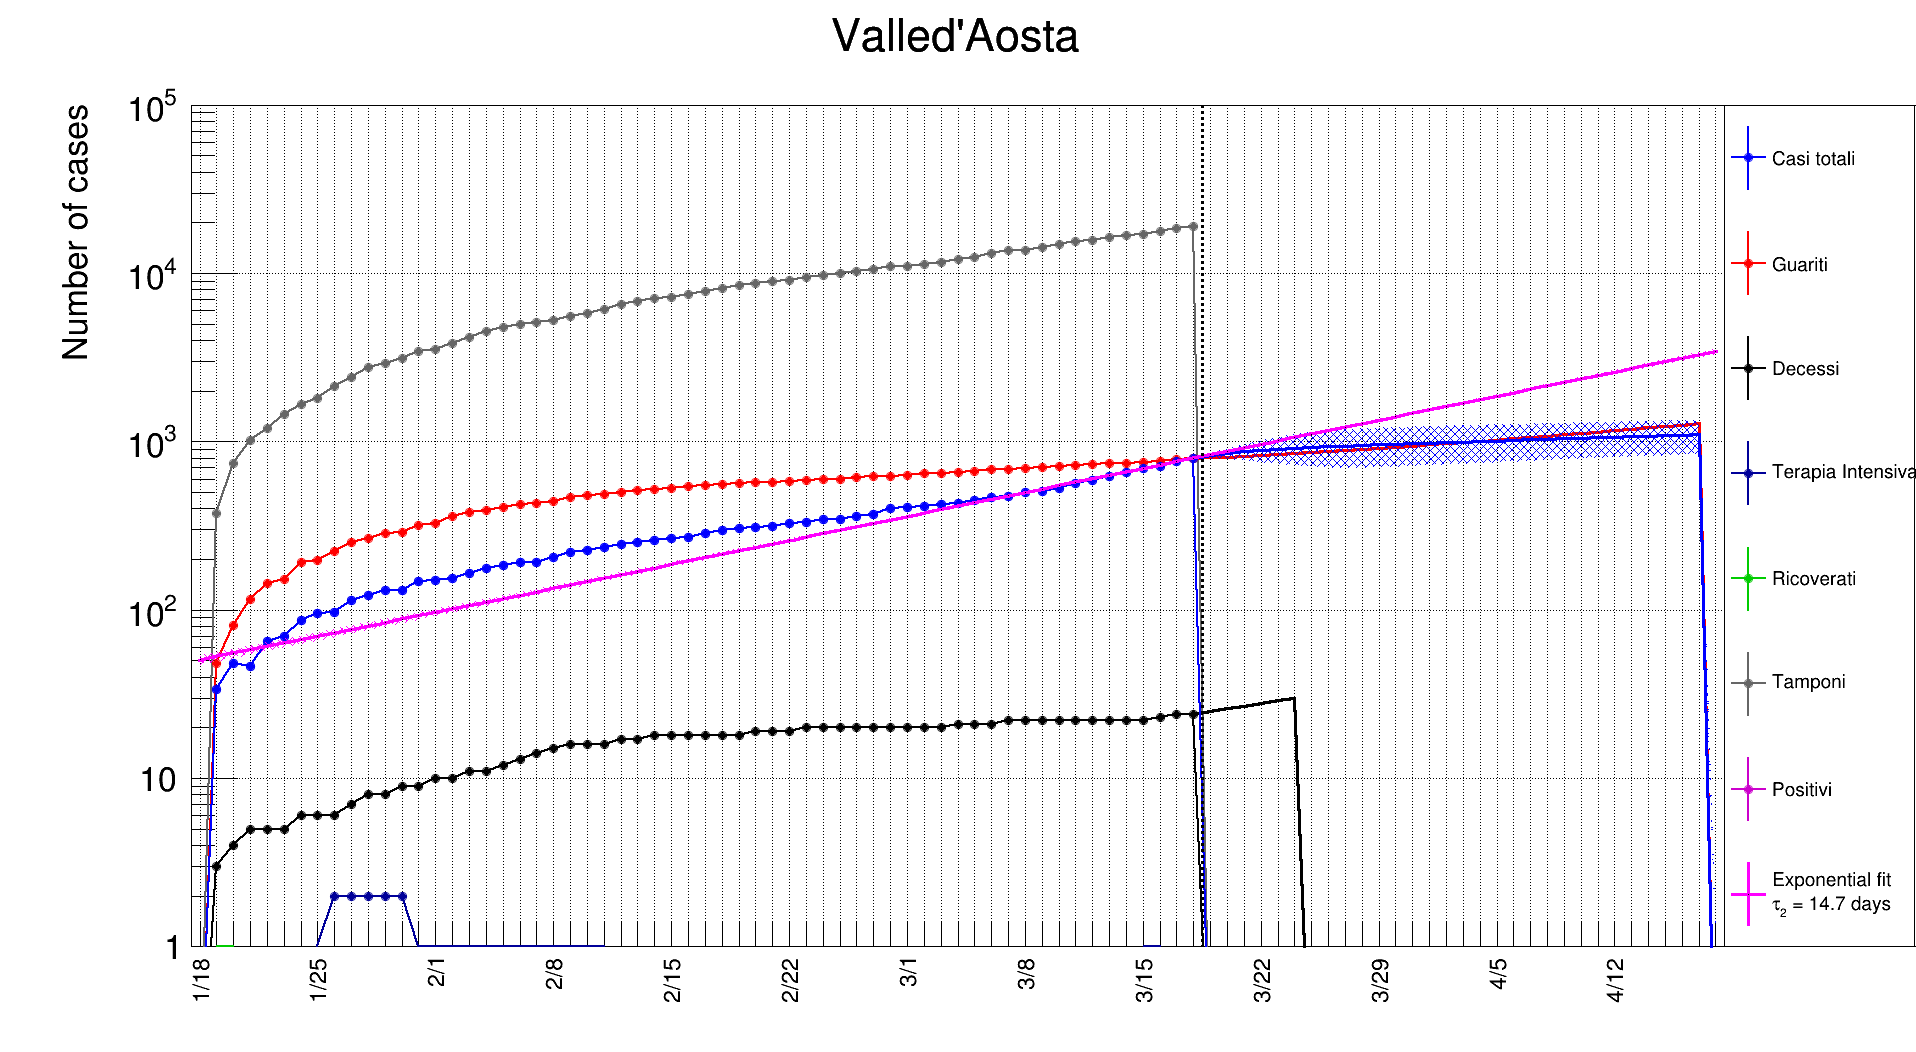 Valled'Aosta
Number of cases
10^5
10^4
10^3
10^2
10
1
1/18
1/25
2/1
2/8
2/15
2/22
3/1
3/8
3/15
3/22
3/29
4/5
4/12
Casi totali
Guariti
Decessi
Terapia Intensiva
Ricoverati
Tamponi
Positivi
Exponential fit
τ₂ = 14.7 days